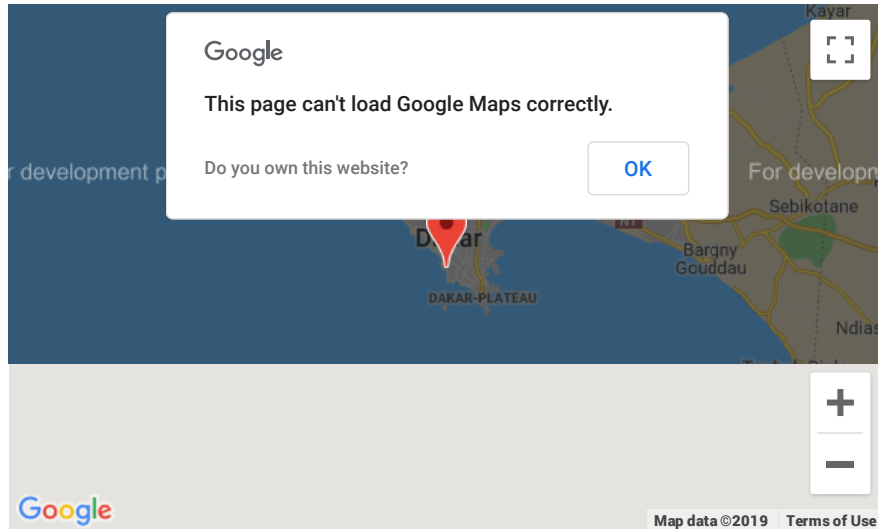 Kayar
Google
This page can't load Google Maps correctly.
Do you own this website?
OK
For developm
Sebikotane
Bargny
Gouddau
DAKAR-PLATEAU
Ndias
Google
Map data ©2019 Terms of Use